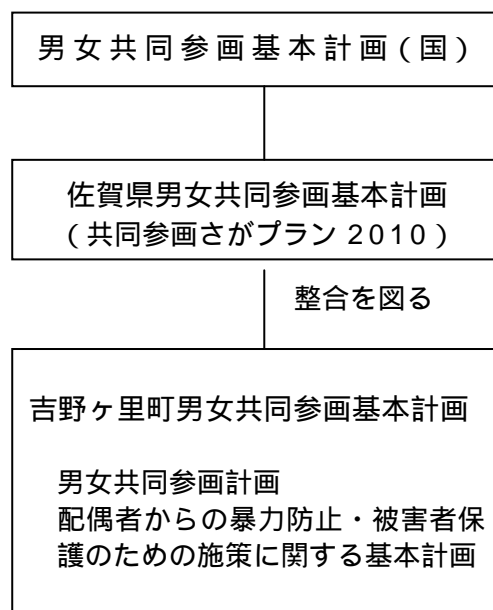 男女共同参画基本計画(国)
佐賀県男女共同参画基本計画
(共同参画さがプラン2010)
整合を図る
吉野ヶ里町男女共同参画基本計画
男女共同参画計画
配偶者からの暴力防止・被害者保
護のための施策に関する基本計画